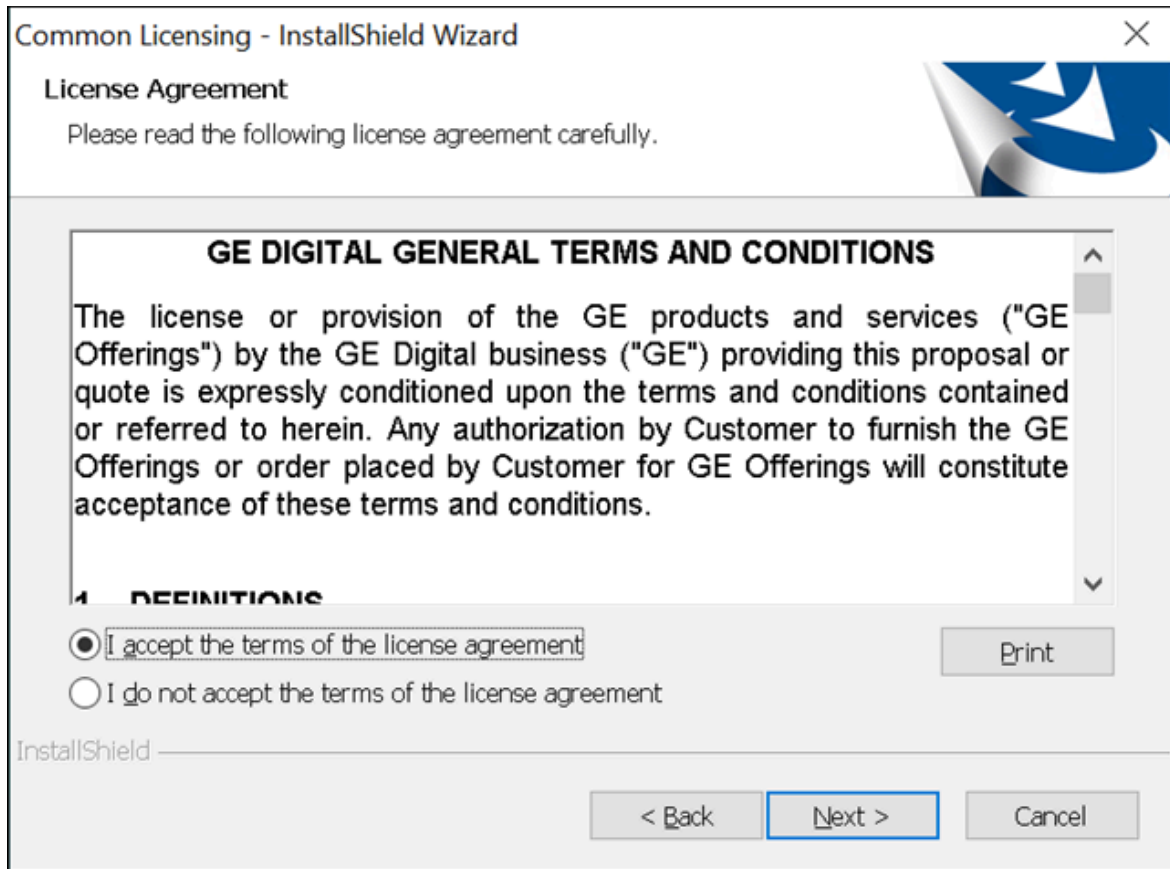 Common Licensing - InstallShield Wizard
License Agreement
Please read the following license agreement carefully.
GE DIGITAL GENERAL TERMS AND CONDITIONS
The license or provision of the GE products and services ("GE
Offerings") by the GE Digital business ("GE") providing this proposal or
quote is expressly conditioned upon the terms and conditions contained
or referred to herein. Any authorization by Customer to furnish the GE
Offerings or order placed by Customer for GE Offerings will constitute
acceptance of these terms and conditions.
1. DEFINITIONS
I accept the terms of the license agreement
Print
I do not accept the terms of the license agreement
InstallShield
< Back
Next >
Cancel